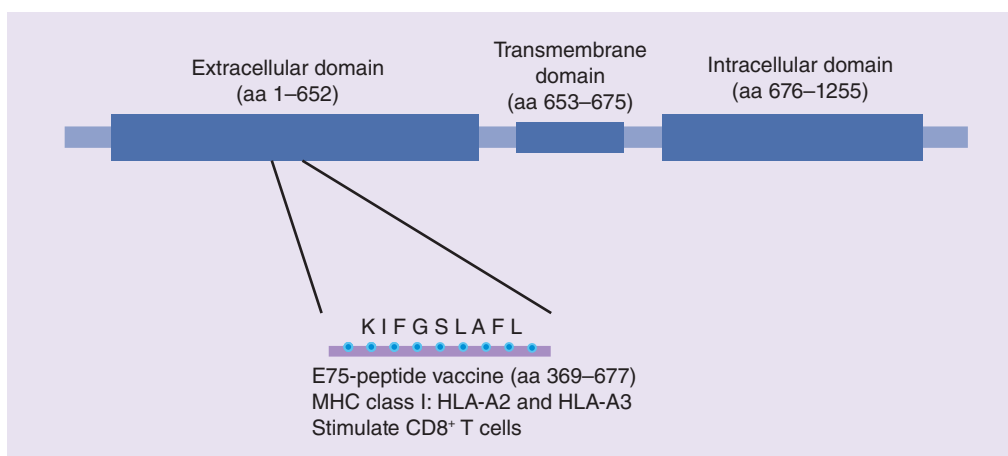 Extracellular domain
(aa 1–652)
Transmembrane
domain
(aa 653–675)
Intracellular domain
(aa 676–1255)
K I F G S L A F L
E75-peptide vaccine (aa 369–677)
MHC class I: HLA-A2 and HLA-A3
Stimulate CD8⁺ T cells